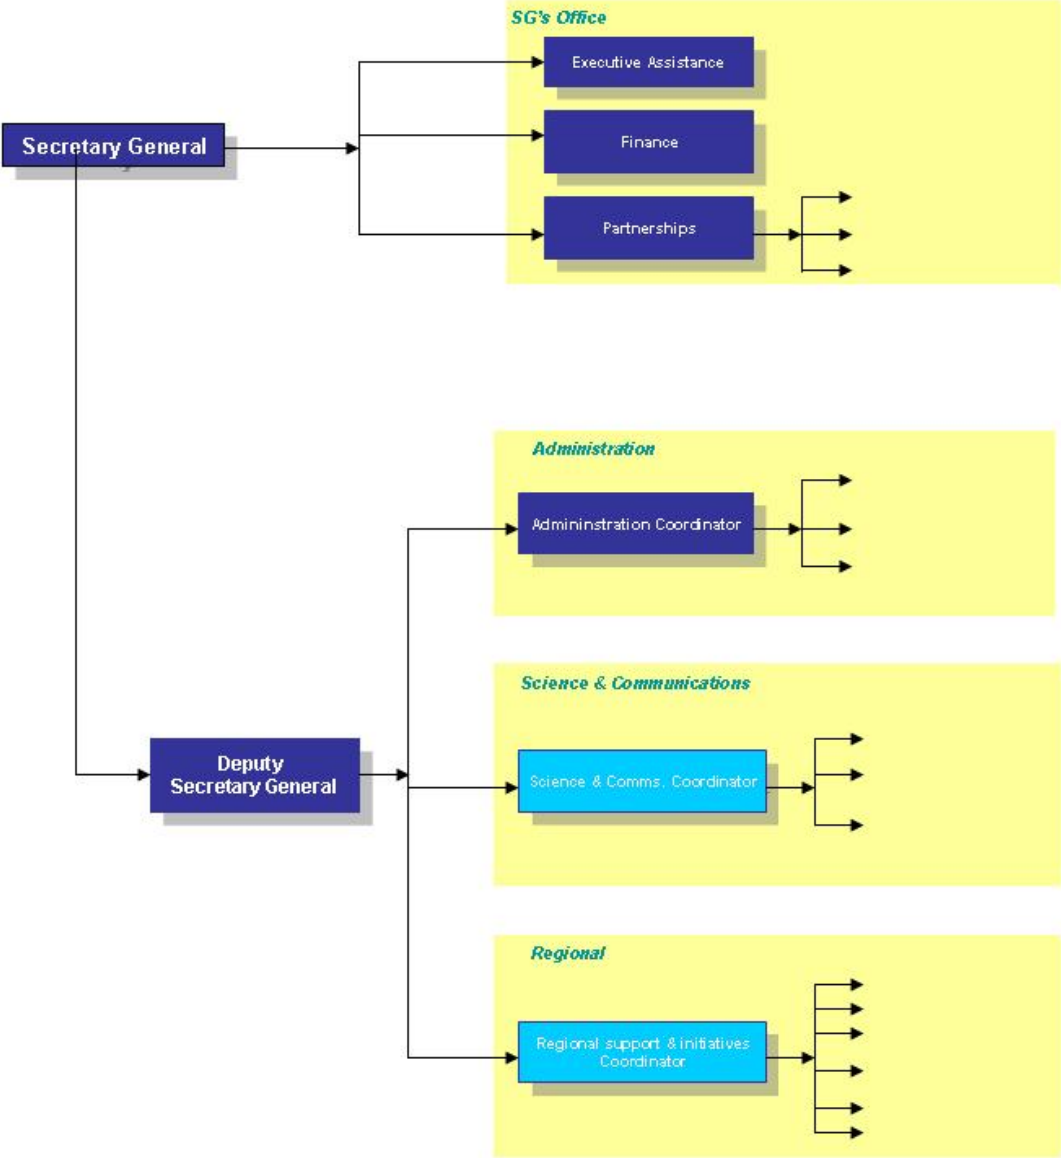 SG's Office
Executive Assistance
Secretary General
Finance
Partnerships
Administration
Admininstration Coordinator
Science & Communications
Deputy
Secretary General
Science & Comms. Coordinator
Regional
Regional support & initiatives
Coordinator